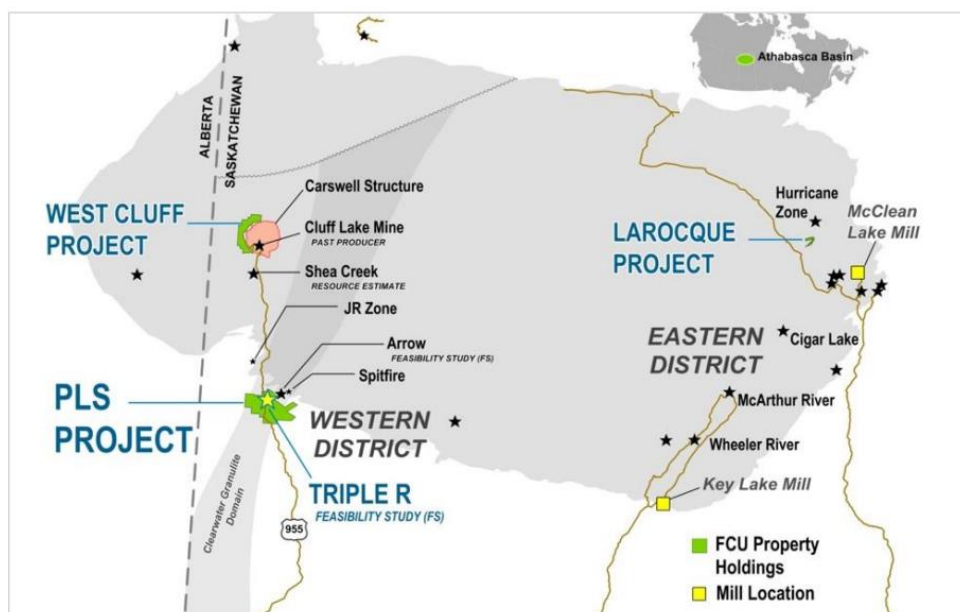 Athabasca Basin
ALBERTA
SASKATCHEWAN
Carswell Structure
WEST CLUFF
PROJECT
Cluff Lake Mine
PAST PRODUCER
Shea Creek
RESOURCE ESTIMATE
JR Zone
Arrow
FEASIBILITY STUDY (FS)
Spitfire
PLS
PROJECT
WESTERN
DISTRICT
TRIPLE R
FEASIBILITY STUDY (FS)
Clearwater Granulite
Domain
955
Hurricane
Zone
McClean
Lake Mill
LAROCQUE
PROJECT
EASTERN
DISTRICT
Cigar Lake
McArthur River
Wheeler River
Key Lake Mill
FCU Property
Holdings
Mill Location